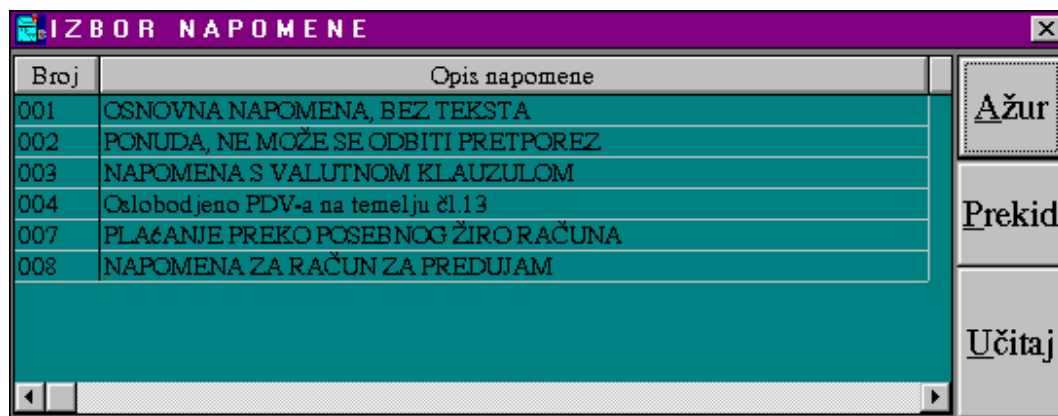 IZBOR NAPOMENE
Broj Opis napomene
001 OSNOVNA NAPOMENA, BEZ TEKSTA
002 PONUDA, NE MOŽE SE ODBITI PRETPOREZ
003 NAPOMENA S VALUTNOM KLAUZULOM
004 Oslobodjeno PDV-a na temelju čl.13
007 PLAćANJE PREKO POSEBNOG ŽIRO RAČUNA
008 NAPOMENA ZA RAČUN ZA PREDUJAM
Ažur
Prekid
Učitaj